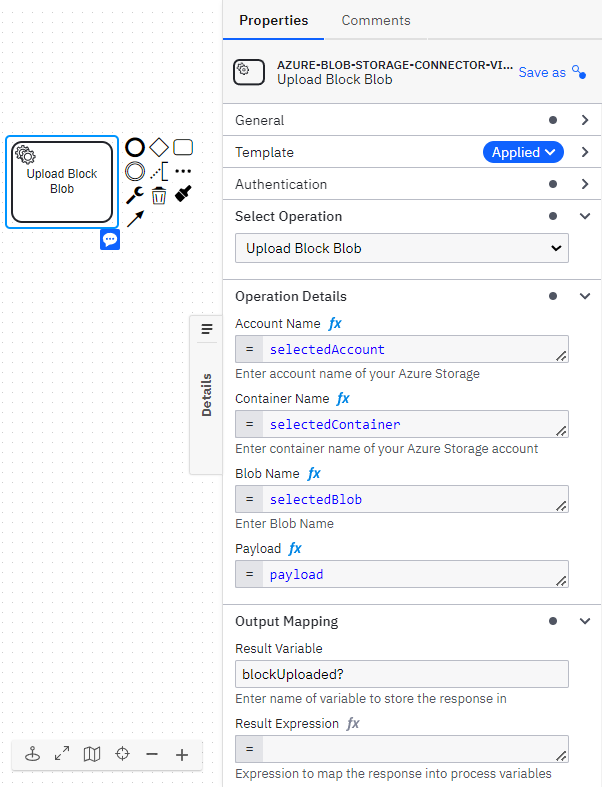 Properties
Comments
AZURE-BLOB-STORAGE-CONNECTOR-VI...
Upload Block Blob
Save as
General
Template
Applied
Authentication
Select Operation
Upload Block Blob
Operation Details
Account Name fx
= selectedAccount
Enter account name of your Azure Storage
Container Name fx
= selectedContainer
Enter container name of your Azure Storage account
Blob Name fx
= selectedBlob
Enter Blob Name
Payload fx
= payload
Output Mapping
Result Variable
blockUploaded?
Enter name of variable to store the response in
Result Expression fx
=
Expression to map the response into process variables
Upload Block
Blob
Details